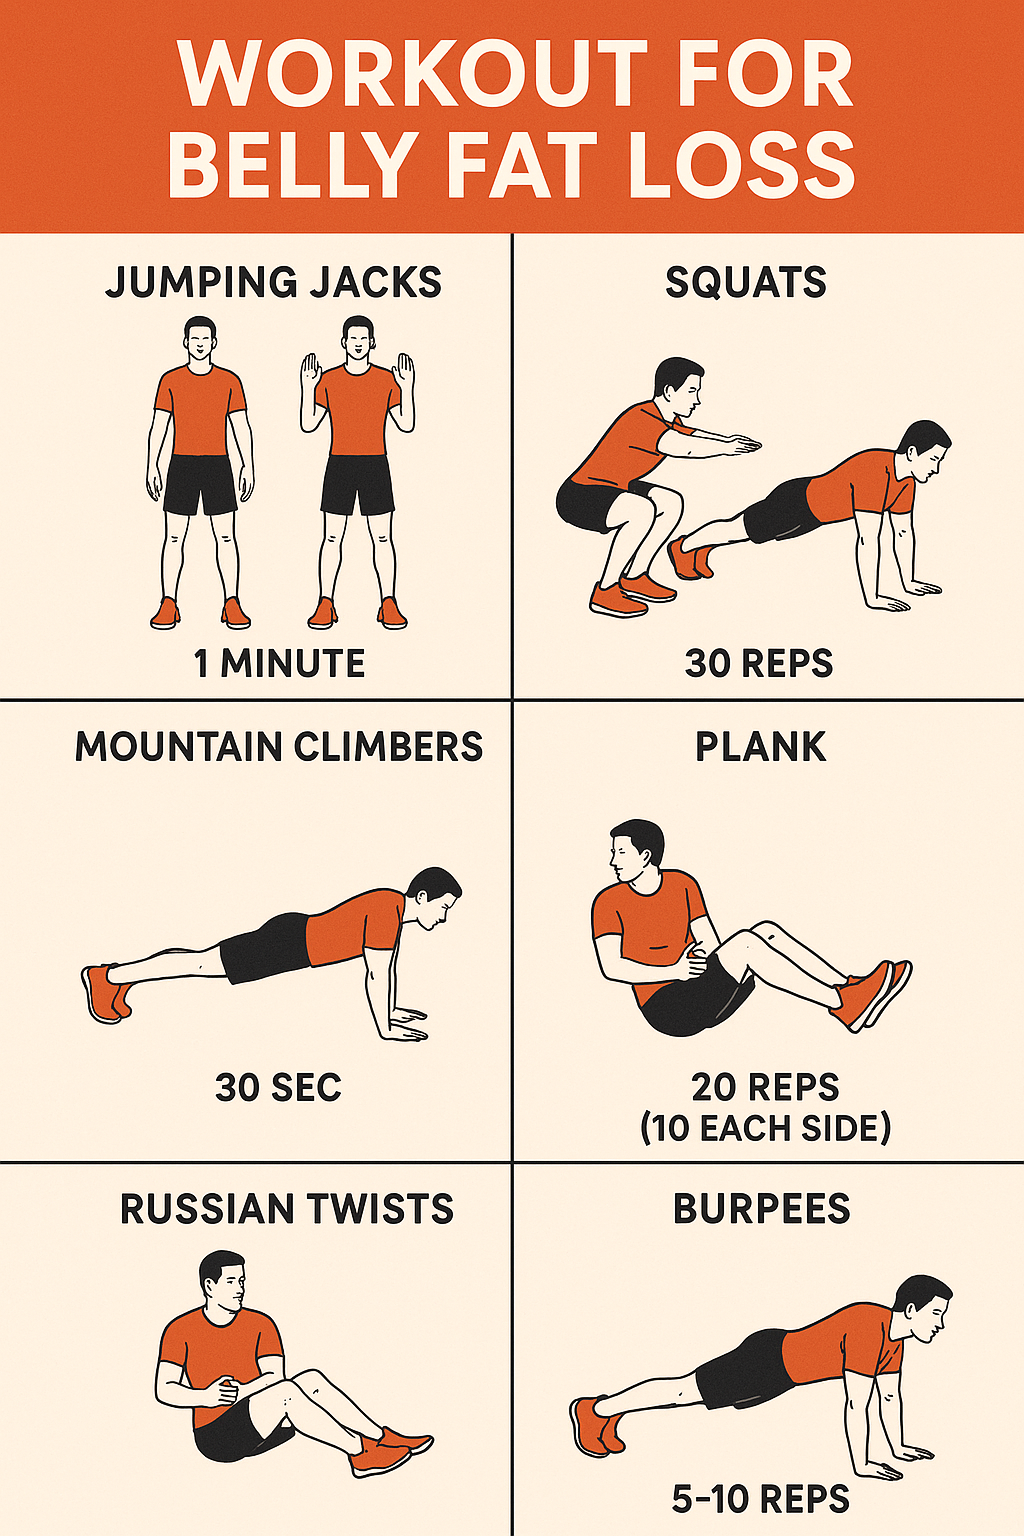 WORKOUT FOR
BELLY FAT LOSS
JUMPING JACKS
1 MINUTE
SQUATS
30 REPS
MOUNTAIN CLIMBERS
30 SEC
PLANK
20 REPS
(10 EACH SIDE)
RUSSIAN TWISTS
BURPEES
5-10 REPS